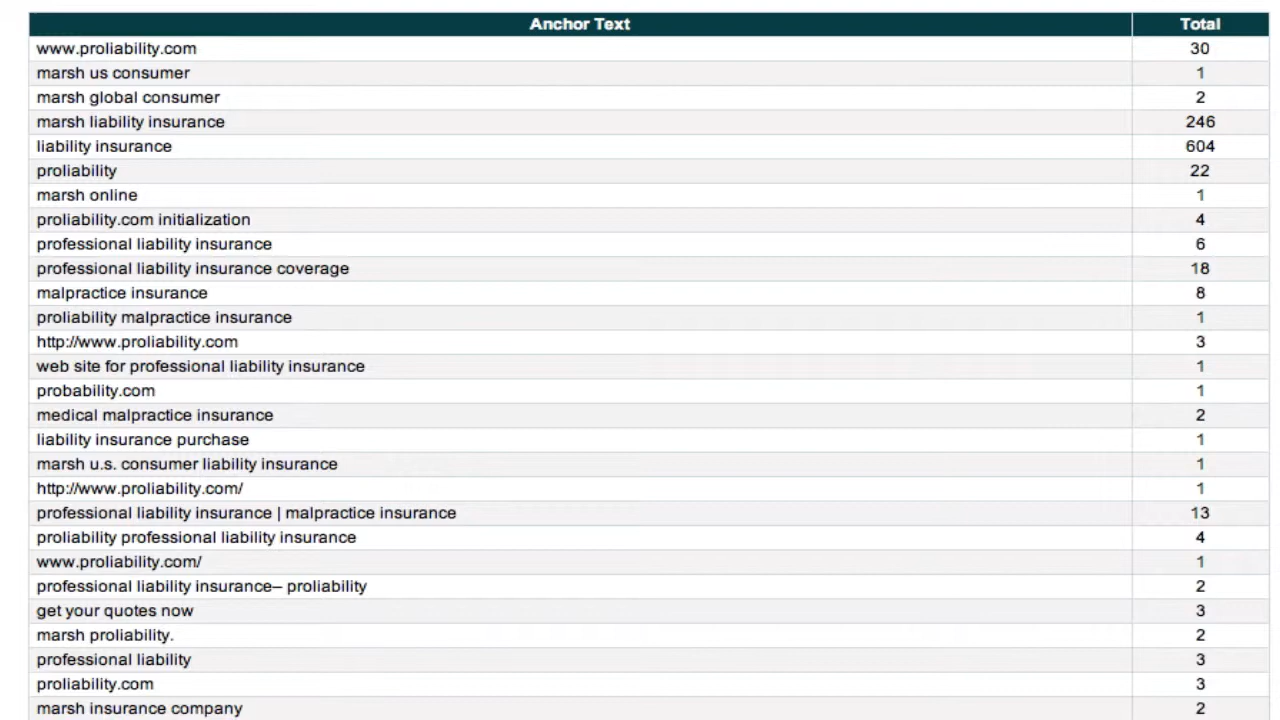 Anchor Text Total
www.proliability.com 30
marsh us consumer 1
marsh global consumer 2
marsh liability insurance 246
liability insurance 604
proliability 22
marsh online 1
proliability.com initialization 4
professional liability insurance 6
professional liability insurance coverage 18
malpractice insurance 8
proliability malpractice insurance 1
http://www.proliability.com 3
web site for professional liability insurance 1
probability.com 1
medical malpractice insurance 2
liability insurance purchase 1
marsh u.s. consumer liability insurance 1
http://www.proliability.com/ 1
professional liability insurance | malpractice insurance 13
proliability professional liability insurance 4
www.proliability.com/ 1
professional liability insurance– proliability 2
get your quotes now 3
marsh proliability. 2
professional liability 3
proliability.com 3
marsh insurance company 2